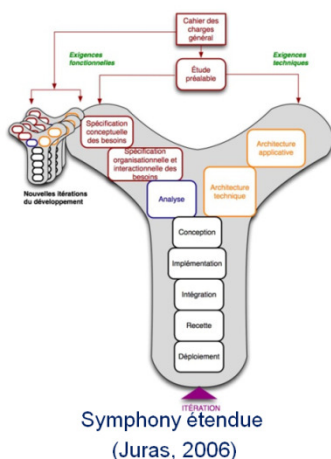 Cahier des
charges
général
Exigences
fonctionnelles
Exigences
techniques
Étude
préalable
Spécification
conceptuelle
des besoins
Spécification
organisationnelle et
interactionnelle des
besoins
Architecture
applicative
Analyse
Architecture
technique
Nouvelles itérations
du développement
Conception
Implémentation
Intégration
Recette
Déploiement
ITÉRATION
Symphony étendue
(Juras, 2006)